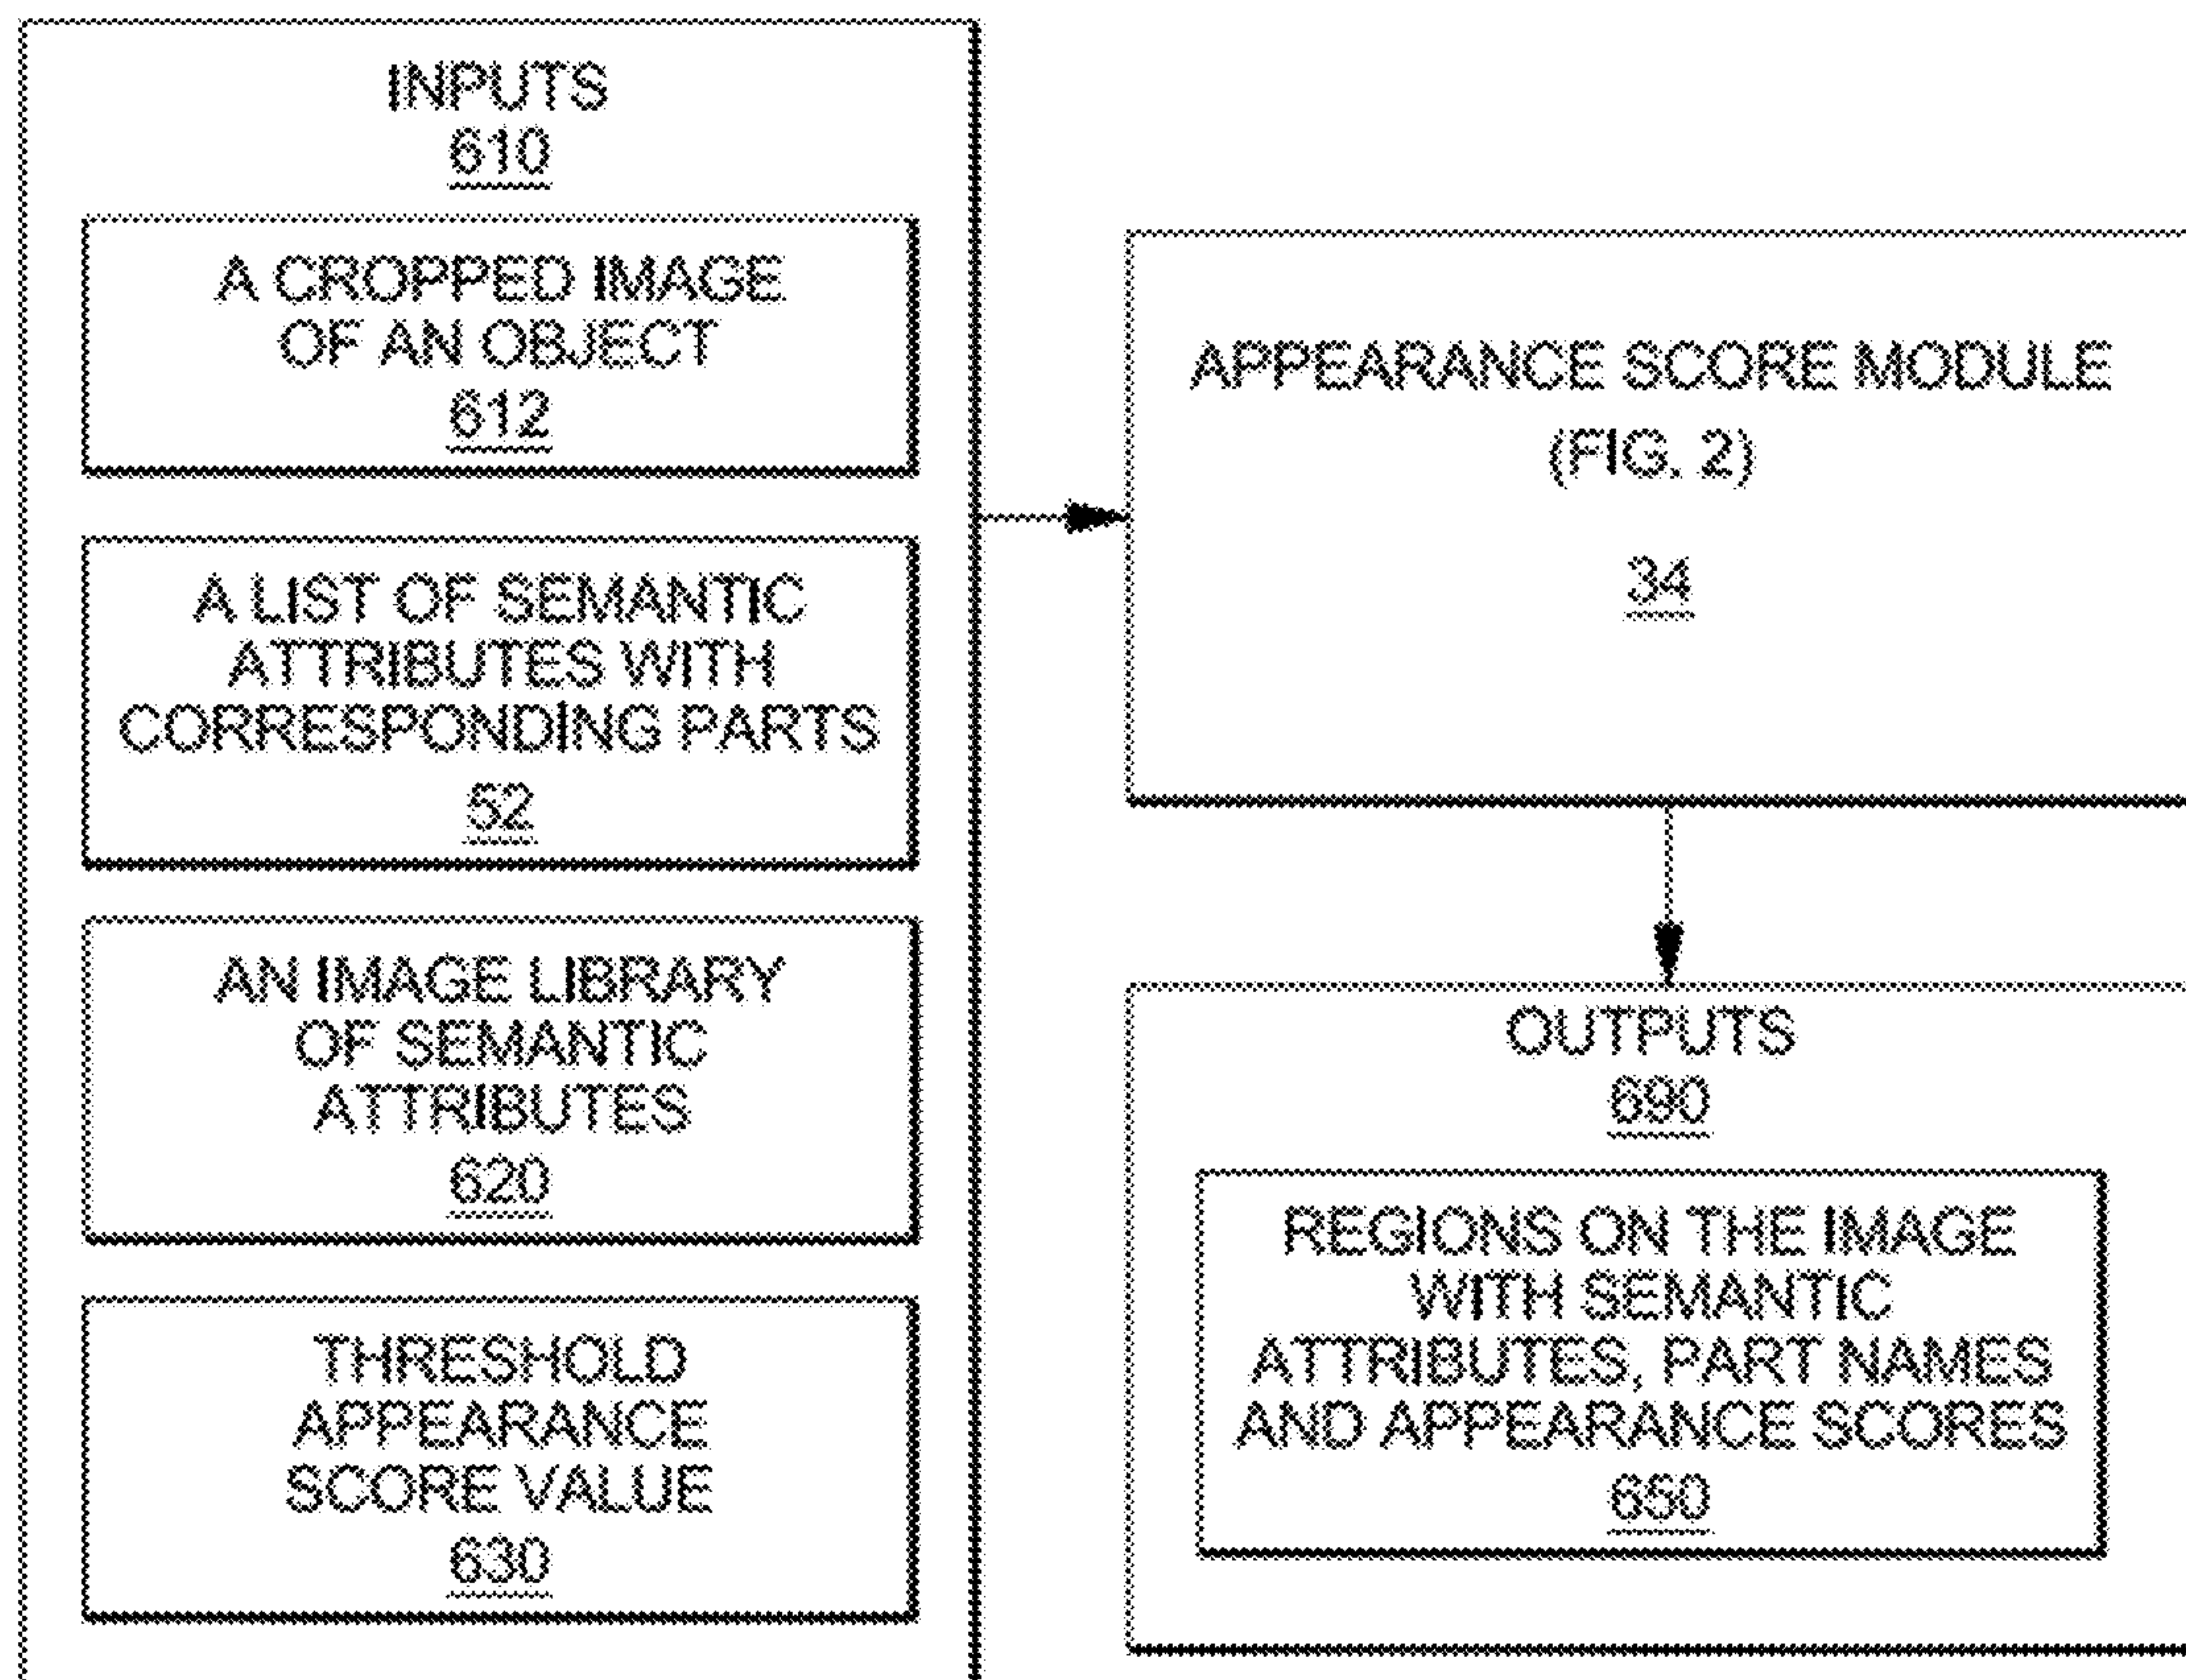 INPUTS
610
A CROPPED IMAGE
OF AN OBJECT
612
A LIST OF SEMANTIC
ATTRIBUTES WITH
CORRESPONDING PARTS
52
AN IMAGE LIBRARY
OF SEMANTIC
ATTRIBUTES
620
THRESHOLD
APPEARANCE
SCORE VALUE
630
APPEARANCE SCORE MODULE
(FIG. 2)
34
OUTPUTS
690
REGIONS ON THE IMAGE
WITH SEMANTIC
ATTRIBUTES, PART NAMES
AND APPEARANCE SCORES
650